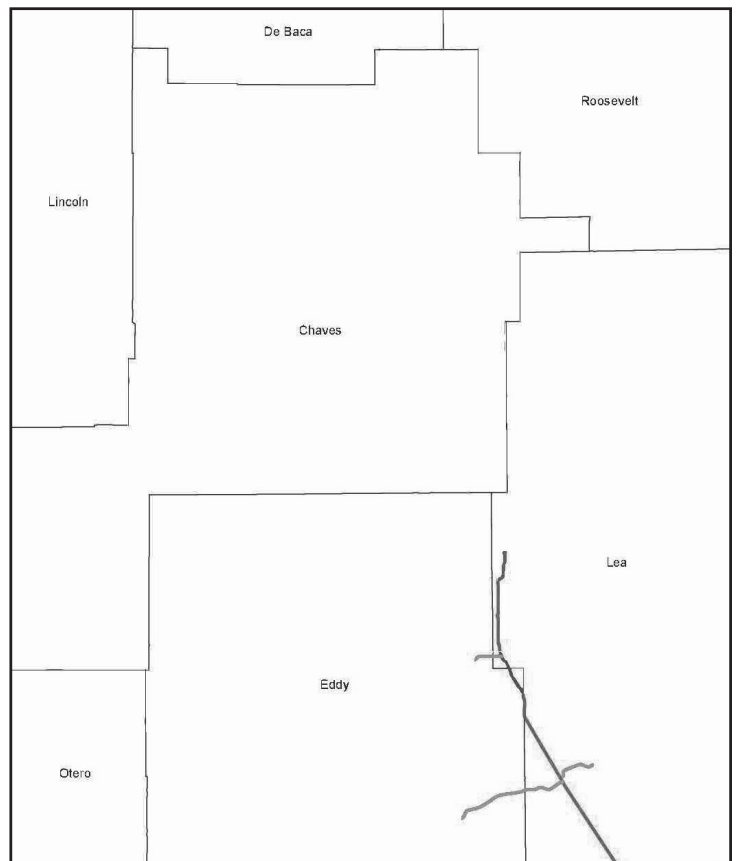 De Baca
Roosevelt
Lincoln
Chaves
Lea
Eddy
Otero